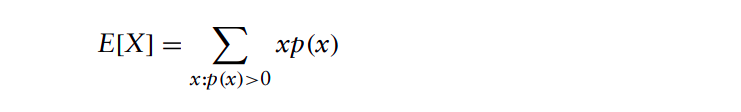 E[X] = ∑ xp(x)
x:p(x)>0